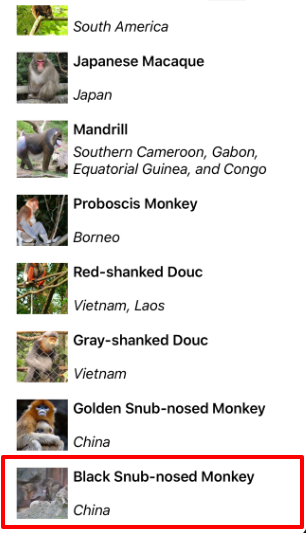 South America
Japanese Macaque
Japan
Mandrill
Southern Cameroon, Gabon,
Equatorial Guinea, and Congo
Proboscis Monkey
Borneo
Red-shanked Douc
Vietnam, Laos
Gray-shanked Douc
Vietnam
Golden Snub-nosed Monkey
China
Black Snub-nosed Monkey
China